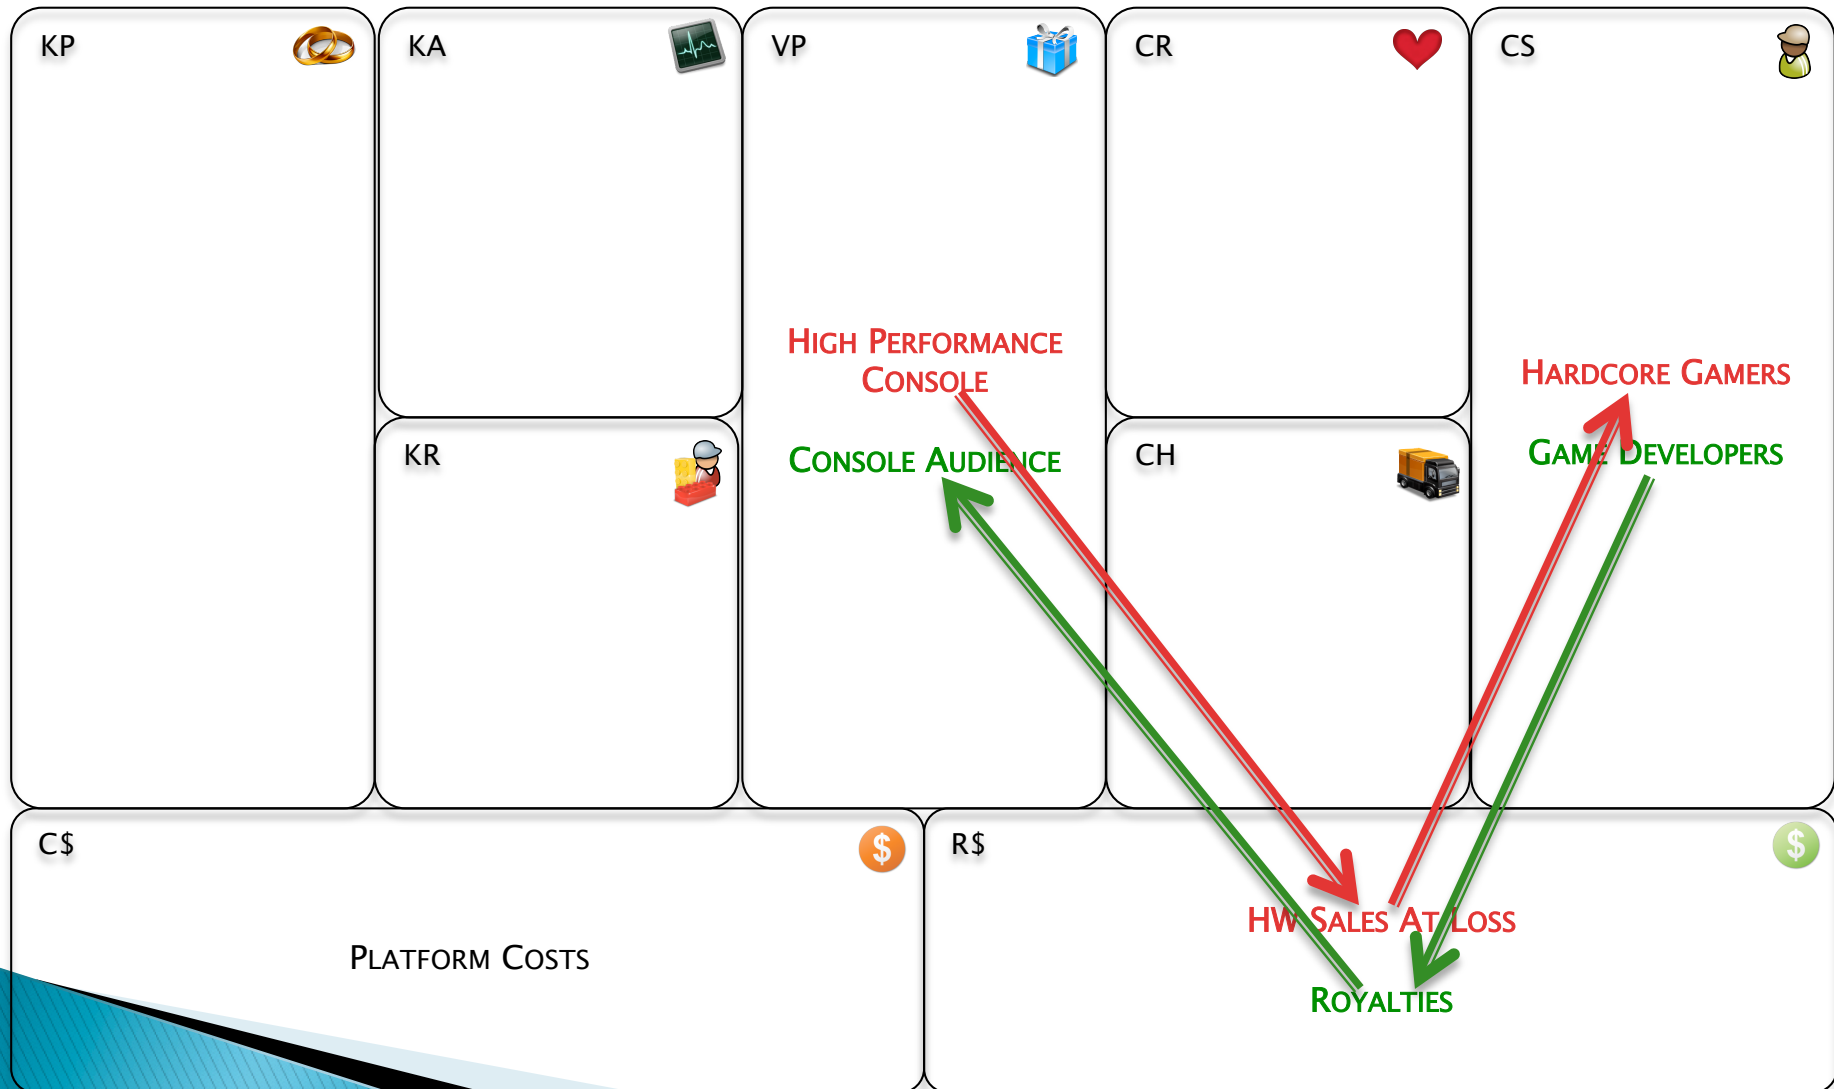 KP
KA
VP
CR
CS
High Performance
Console
Hardcore Gamers
Console Audience
Game Developers
KR
CH
C$
$
R$
$
HW Sales At Loss
Platform Costs
Royalties